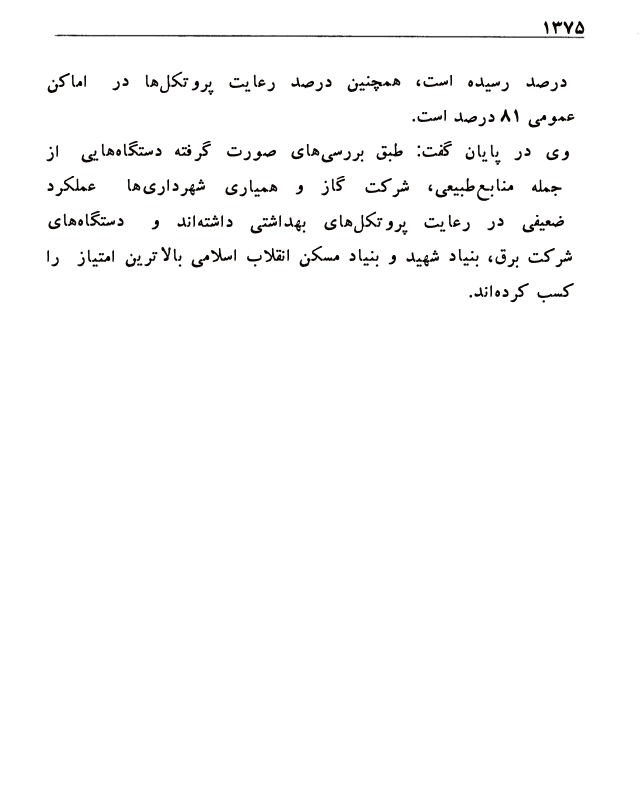 ۱۳۷۵
درصد رسیده است، همچنین درصد رعایت پروتکل‌ها در اماکن
عمومی ۸۱ درصد است.
وی در پایان گفت: طبق بررسی‌های صورت گرفته دستگاه‌هایی از
جمله منابع‌طبیعی، شرکت گاز و همیاری شهرداری‌ها عملکرد
ضعیفی در رعایت پروتکل‌های بهداشتی داشته‌اند و دستگاه‌های
شرکت برق، بنیاد شهید و بنیاد مسکن انقلاب اسلامی بالاترین امتیاز را
کسب کرده‌اند.